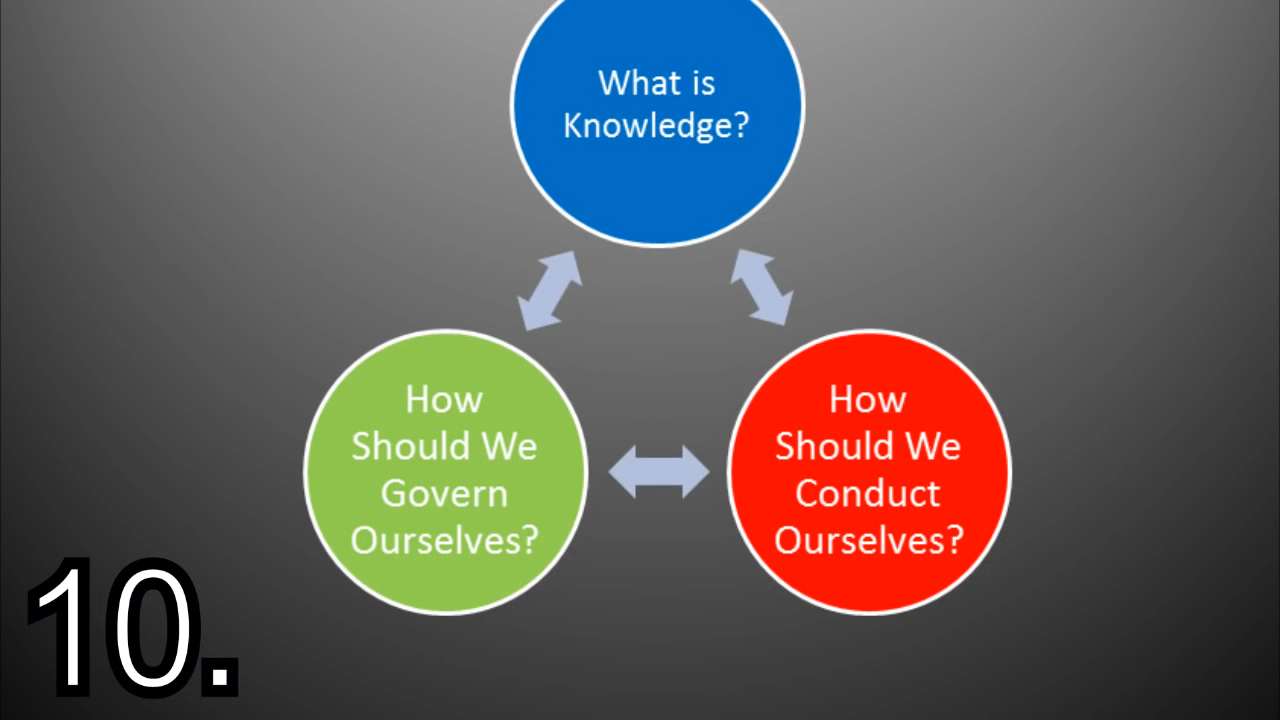 What is
Knowledge?
How
Should We
Govern
Ourselves?
How
Should We
Conduct
Ourselves?
10.